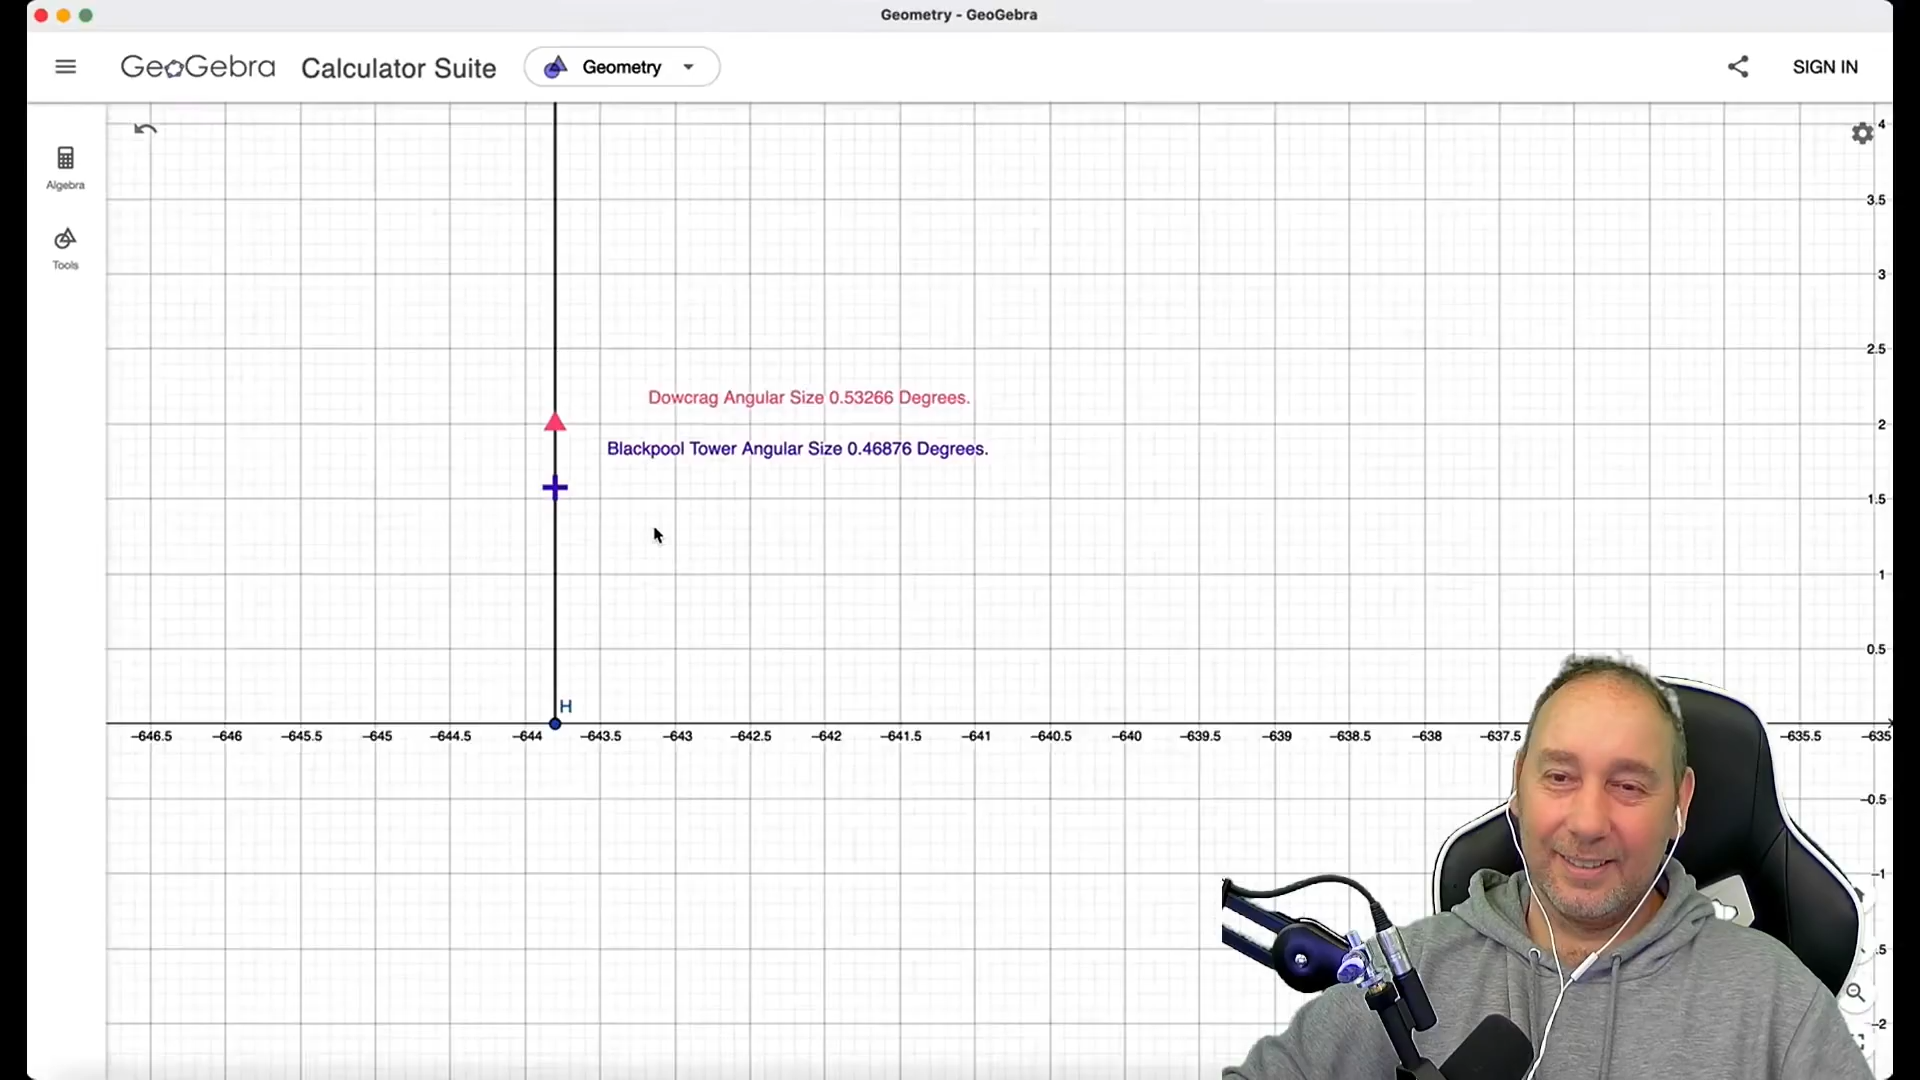 Geometry - GeoGebra
GeoGebra Calculator Suite Geometry SIGN IN
Algebra
Tools
4
3.5
3
2.5
Dowcrag Angular Size 0.53266 Degrees.
2
Blackpool Tower Angular Size 0.46876 Degrees.
1.5
1
0.5
H
−646.5 −646 −645.5 −645 −644.5 −644 −643.5 −643 −642.5 −642 −641.5 −641 −640.5 −640 −639.5 −639 −638.5 −638 −637.5 −635.5 −635
−0.5
−1
.5
−2